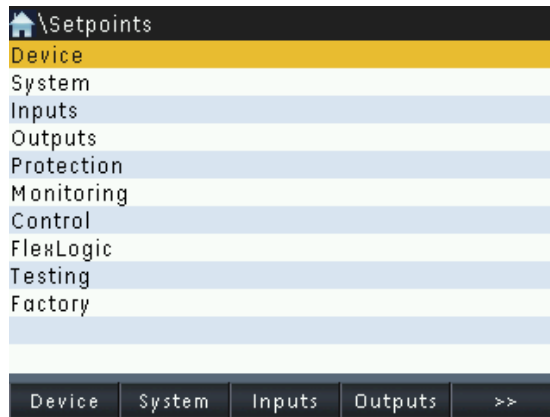 \Setpoints
Device
System
Inputs
Outputs
Protection
Monitoring
Control
FlexLogic
Testing
Factory
Device System Inputs Outputs >>